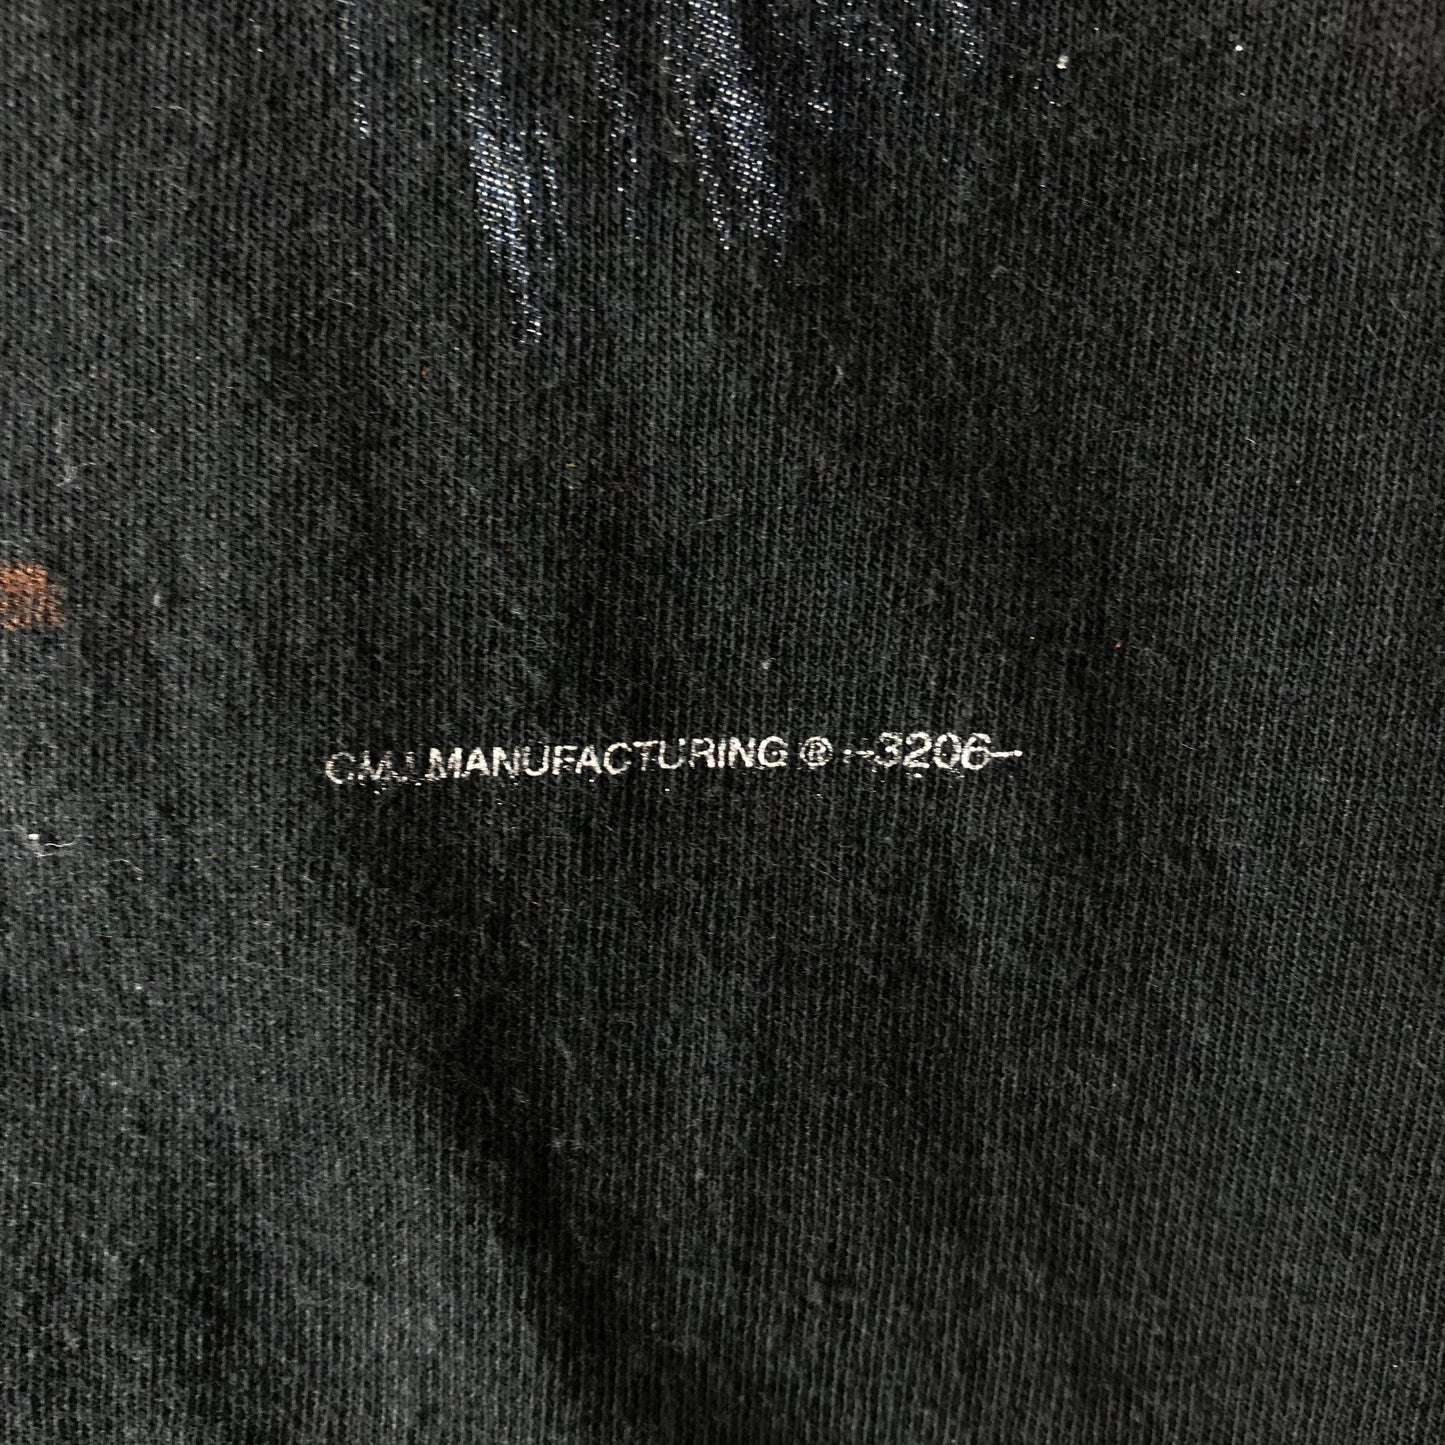 MANUFACTURING ® -3206-